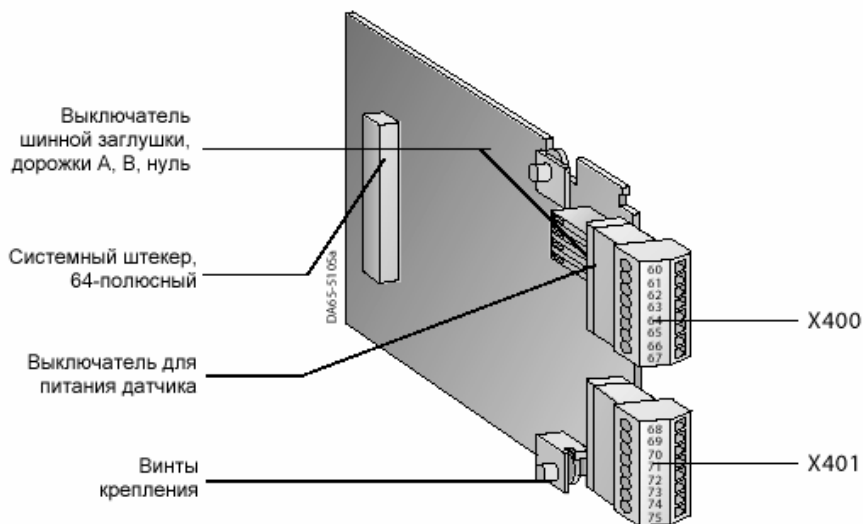 Выключатель
шинной заглушки,
дорожки А, В, нуль
Системный штекер,
64-полюсный
Выключатель для
питания датчика
Винты
крепления
DA65-5105a
60
61
62
63
64
65
66
67
X400
68
69
70
71
72
73
74
75
X401